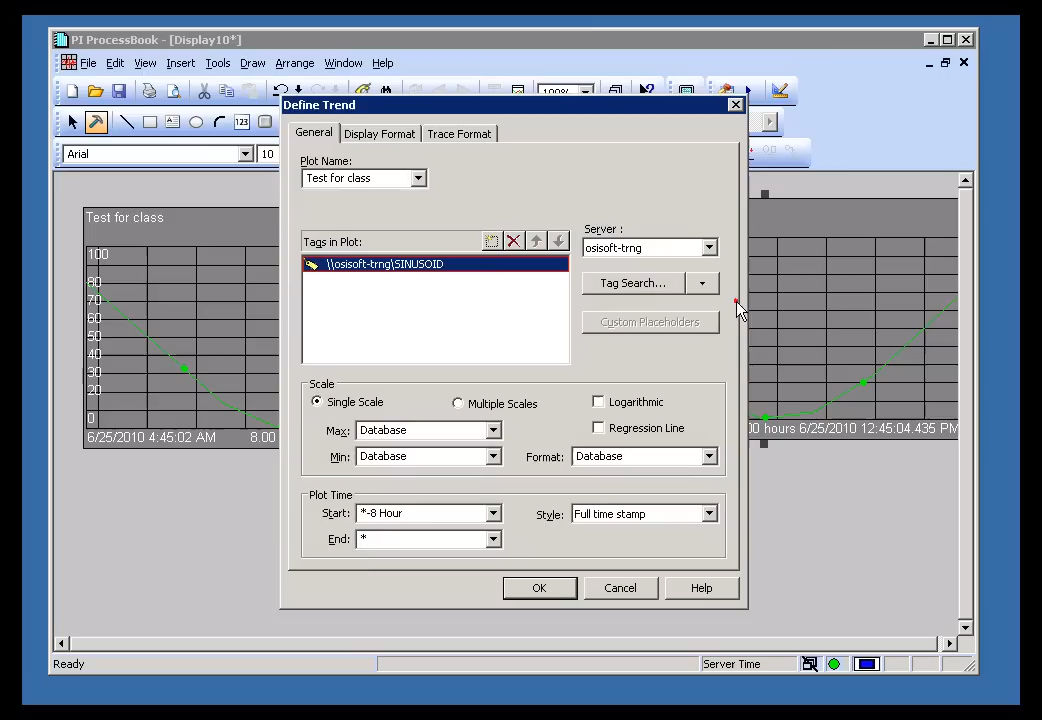 PI ProcessBook - [Display10*]
File Edit View Insert Tools Draw Arrange Window Help
123
Arial 10
Define Trend
General Display Format Trace Format
Plot Name:
Test for class
Tags in Plot:
\\osisoft-trng\SINUSOID
Server :
osisoft-trng
Tag Search...
Custom Placeholders
Scale
Single Scale Multiple Scales Logarithmic
Regression Line
Max: Database
Min: Database Format: Database
Plot Time
Start: *-8 Hour Style: Full time stamp
End: *
OK Cancel Help
Test for class
100
80
70
60
50
40
30
20
0
6/25/2010 4:45:02 AM 8.00 hours 6/25/2010 12:45:04.435 PM
Ready Server Time